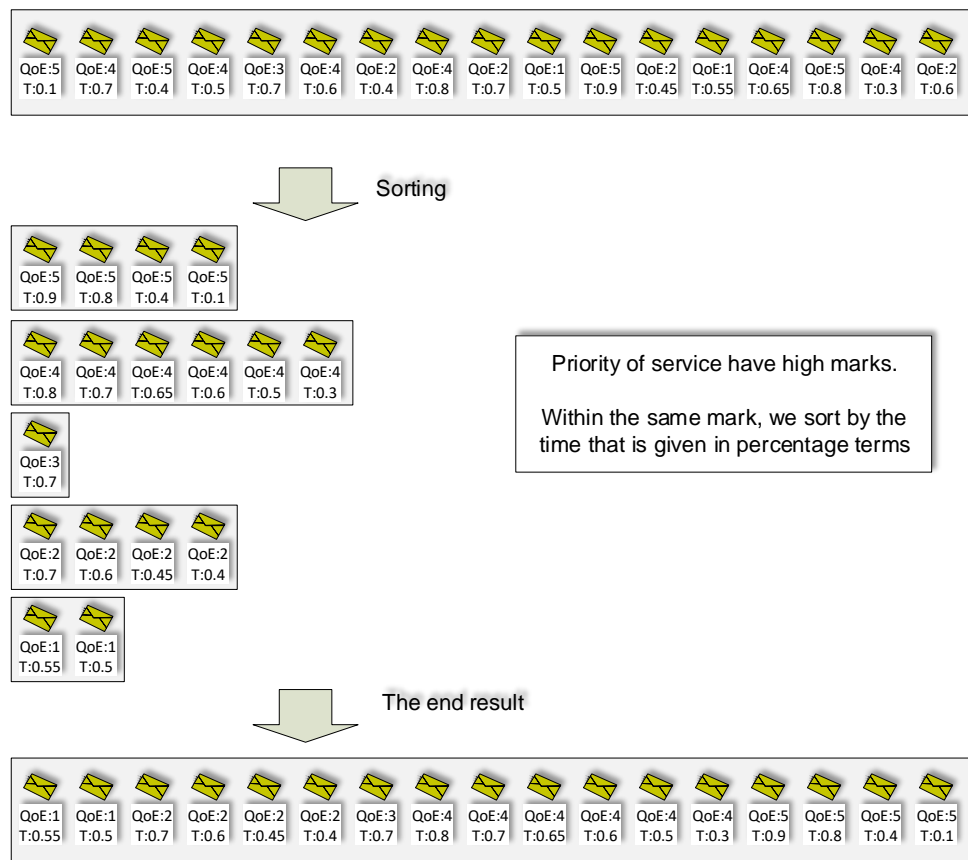 QoE:5 QoE:4 QoE:5 QoE:4 QoE:3 QoE:4 QoE:2 QoE:4 QoE:2 QoE:1 QoE:5 QoE:2 QoE:1 QoE:4 QoE:5 QoE:4 QoE:2
T:0.1 T:0.7 T:0.4 T:0.5 T:0.7 T:0.6 T:0.4 T:0.8 T:0.7 T:0.5 T:0.9 T:0.45 T:0.55 T:0.65 T:0.8 T:0.3 T:0.6
Sorting
QoE:5 QoE:5 QoE:5 QoE:5
T:0.9 T:0.8 T:0.4 T:0.1
QoE:4 QoE:4 QoE:4 QoE:4 QoE:4 QoE:4
T:0.8 T:0.7 T:0.65 T:0.6 T:0.5 T:0.3
Priority of service have high marks.
Within the same mark, we sort by the
time that is given in percentage terms
QoE:3
T:0.7
QoE:2 QoE:2 QoE:2 QoE:2
T:0.7 T:0.6 T:0.45 T:0.4
QoE:1 QoE:1
T:0.55 T:0.5
The end result
QoE:1 QoE:1 QoE:2 QoE:2 QoE:2 QoE:2 QoE:3 QoE:4 QoE:4 QoE:4 QoE:4 QoE:4 QoE:4 QoE:5 QoE:5 QoE:5 QoE:5
T:0.55 T:0.5 T:0.7 T:0.6 T:0.45 T:0.4 T:0.7 T:0.8 T:0.7 T:0.65 T:0.6 T:0.5 T:0.3 T:0.9 T:0.8 T:0.4 T:0.1